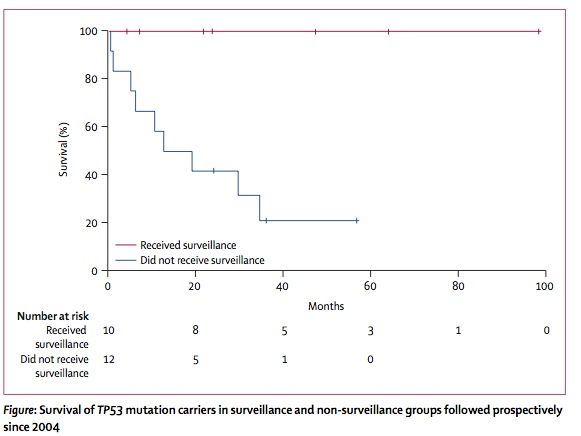 100
80
60
40
20
0
Survival (%)
Received surveillance
Did not receive surveillance
0 20 40 60 80 100
Months
Number at risk
Received 10 8 5 3 1 0
surveillance
Did not receive 12 5 1 0
surveillance
Figure: Survival of TP53 mutation carriers in surveillance and non-surveillance groups followed prospectively
since 2004